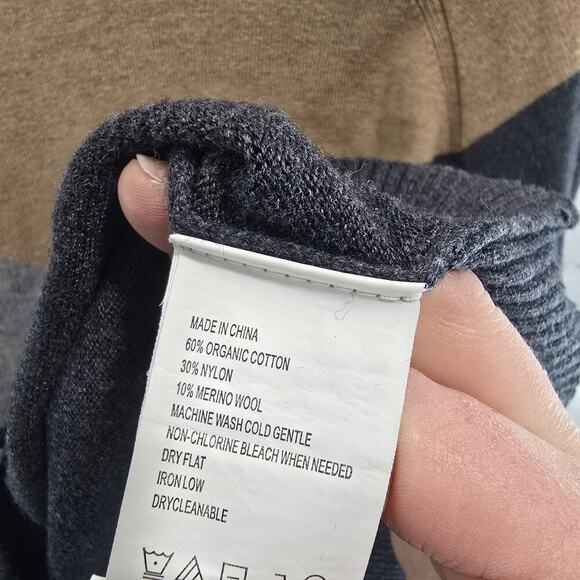 MADE IN CHINA
60% ORGANIC COTTON
30% NYLON
10% MERINO WOOL
MACHINE WASH COLD GENTLE
NON-CHLORINE BLEACH WHEN NEEDED
DRY FLAT
IRON LOW
DRYCLEANABLE